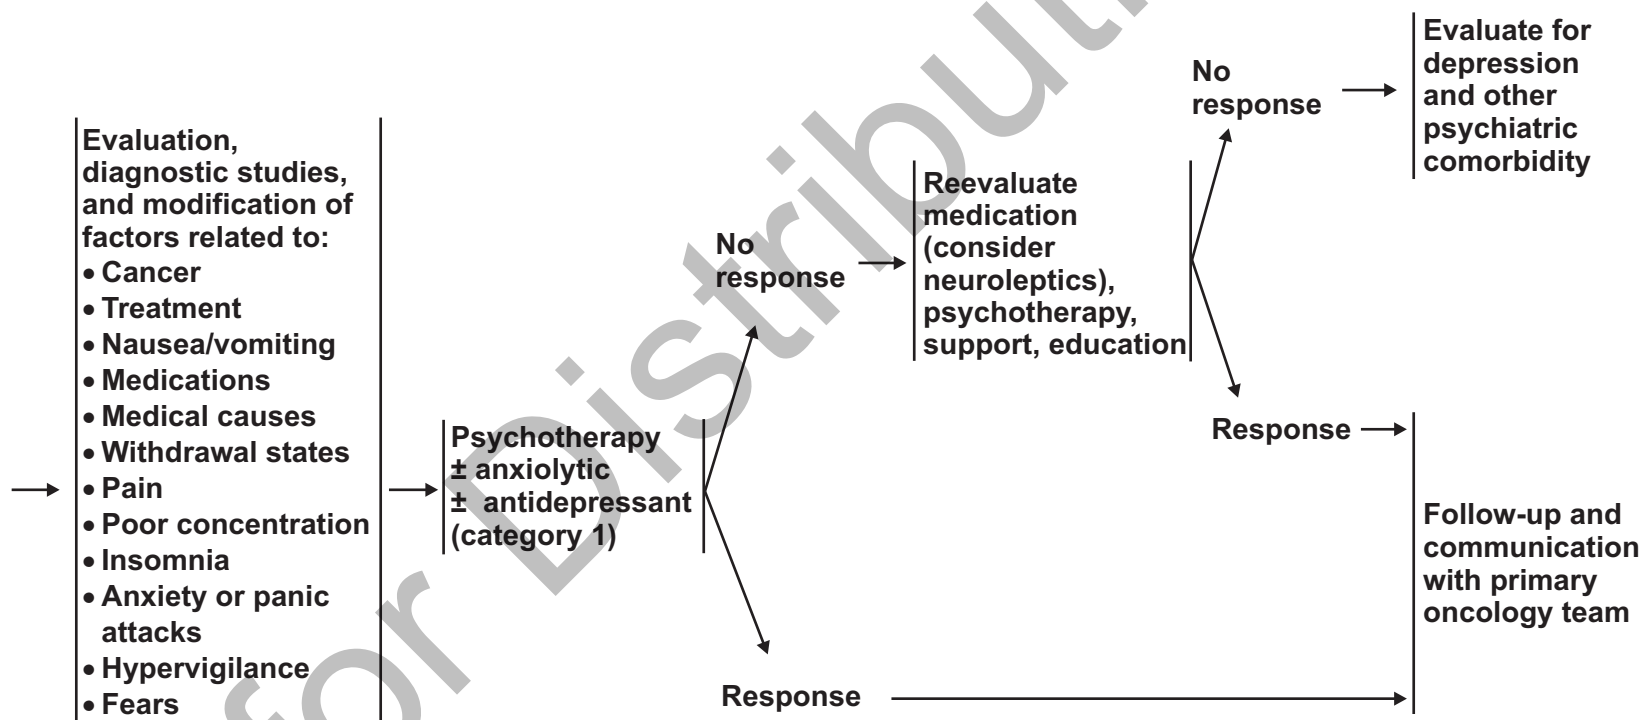 Evaluation,
diagnostic studies,
and modification of
factors related to:
• Cancer
• Treatment
• Nausea/vomiting
• Medications
• Medical causes
• Withdrawal states
• Pain
• Poor concentration
• Insomnia
• Anxiety or panic
attacks
• Hypervigilance
• Fears
Psychotherapy
± anxiolytic
± antidepressant
(category 1)
No
response
Response
Reevaluate
medication
(consider
neuroleptics),
psychotherapy,
support, education
No
response
Response
Evaluate for
depression
and other
psychiatric
comorbidity
Follow-up and
communication
with primary
oncology team
for Distribut